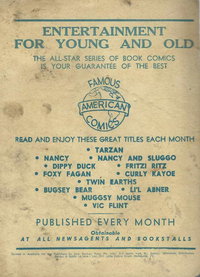 ENTERTAINMENT
FOR YOUNG AND OLD
THE ALL-STAR SERIES OF BOOK COMICS
IS YOUR GUARANTEE OF THE BEST
FAMOUS
AMERICAN
COMICS
READ AND ENJOY THESE GREAT TITLES EACH MONTH
• TARZAN
• NANCY • NANCY AND SLUGGO
• DIPPY DUCK • FRITZI RITZ
• FOXY FAGAN • CURLY KAYOE
• TWIN EARTHS
• BUGSEY BEAR • LI'L ABNER
• MUGGSY MOUSE
• VIC FLINT
PUBLISHED EVERY MONTH
Obtainable
AT ALL NEWSAGENTS AND BOOKSTALLS